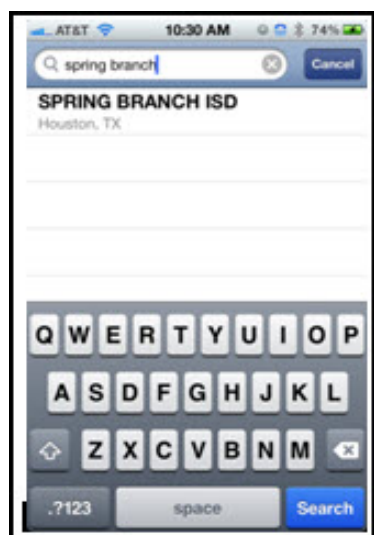 AT&T 10:30 AM 74%
spring branch Cancel
SPRING BRANCH ISD
Houston, TX
Q W E R T Y U I O P
A S D F G H J K L
Z X C V B N M
.?123 space Search